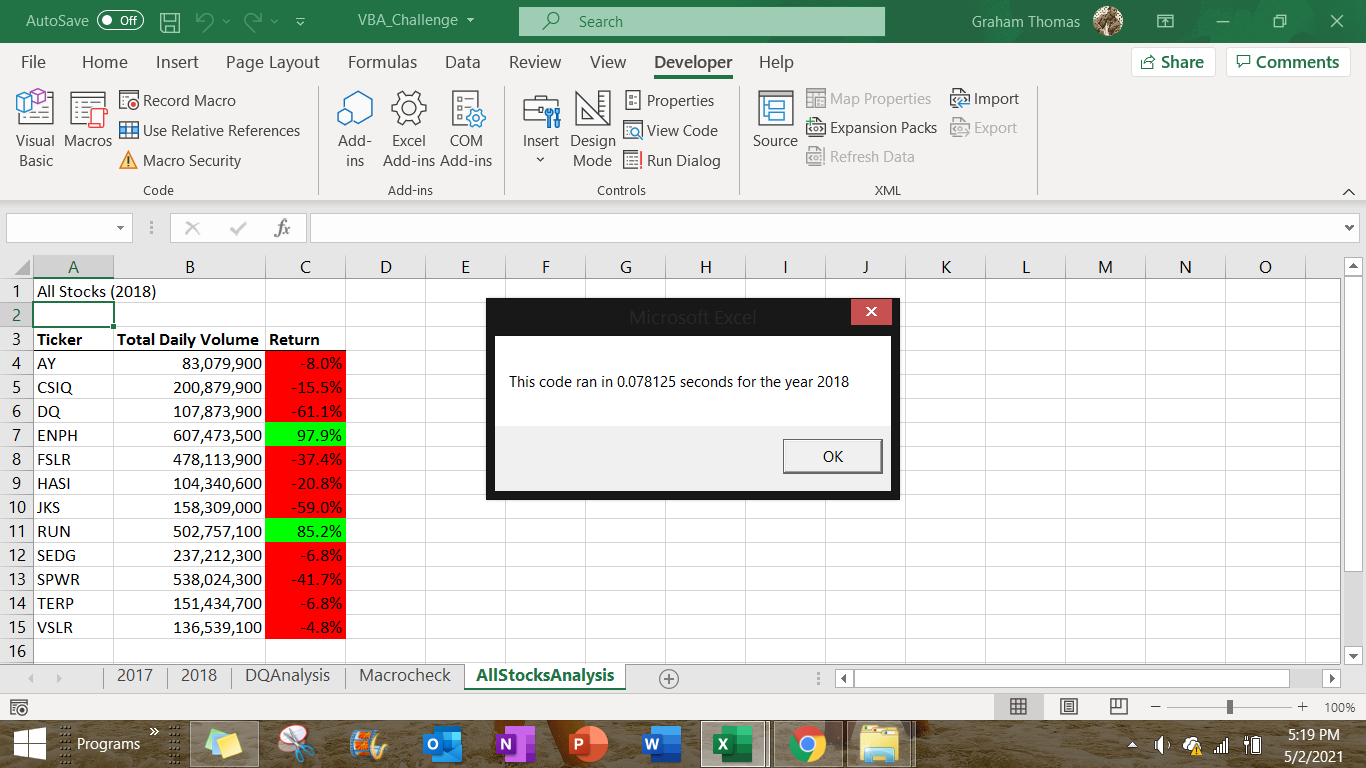 AutoSave Off VBA_Challenge Search Graham Thomas
File Home Insert Page Layout Formulas Data Review View Developer Help Share Comments
Visual Basic
Macros
Record Macro
Use Relative References
Macro Security
Code
Add-ins
Excel Add-ins
COM Add-ins
Add-ins
Insert
Design Mode
Properties
View Code
Run Dialog
Controls
Source
Map Properties
Expansion Packs
Refresh Data
Import
Export
XML
fx
A B C D E F G H I J K L M N O
1 All Stocks (2018)
2
3 Ticker Total Daily Volume Return
4 AY 83,079,900 -8.0%
5 CSIQ 200,879,900 -15.5%
6 DQ 107,873,900 -61.1%
7 ENPH 607,473,500 97.9%
8 FSLR 478,113,900 -37.4%
9 HASI 104,340,600 -20.8%
10 JKS 158,309,000 -59.0%
11 RUN 502,757,100 85.2%
12 SEDG 237,212,300 -6.8%
13 SPWR 538,024,300 -41.7%
14 TERP 151,434,700 -6.8%
15 VSLR 136,539,100 -4.8%
16
Microsoft Excel
This code ran in 0.078125 seconds for the year 2018
OK
2017 2018 DQAnalysis Macrocheck AllStocksAnalysis
100%
Programs
5:19 PM
5/2/2021